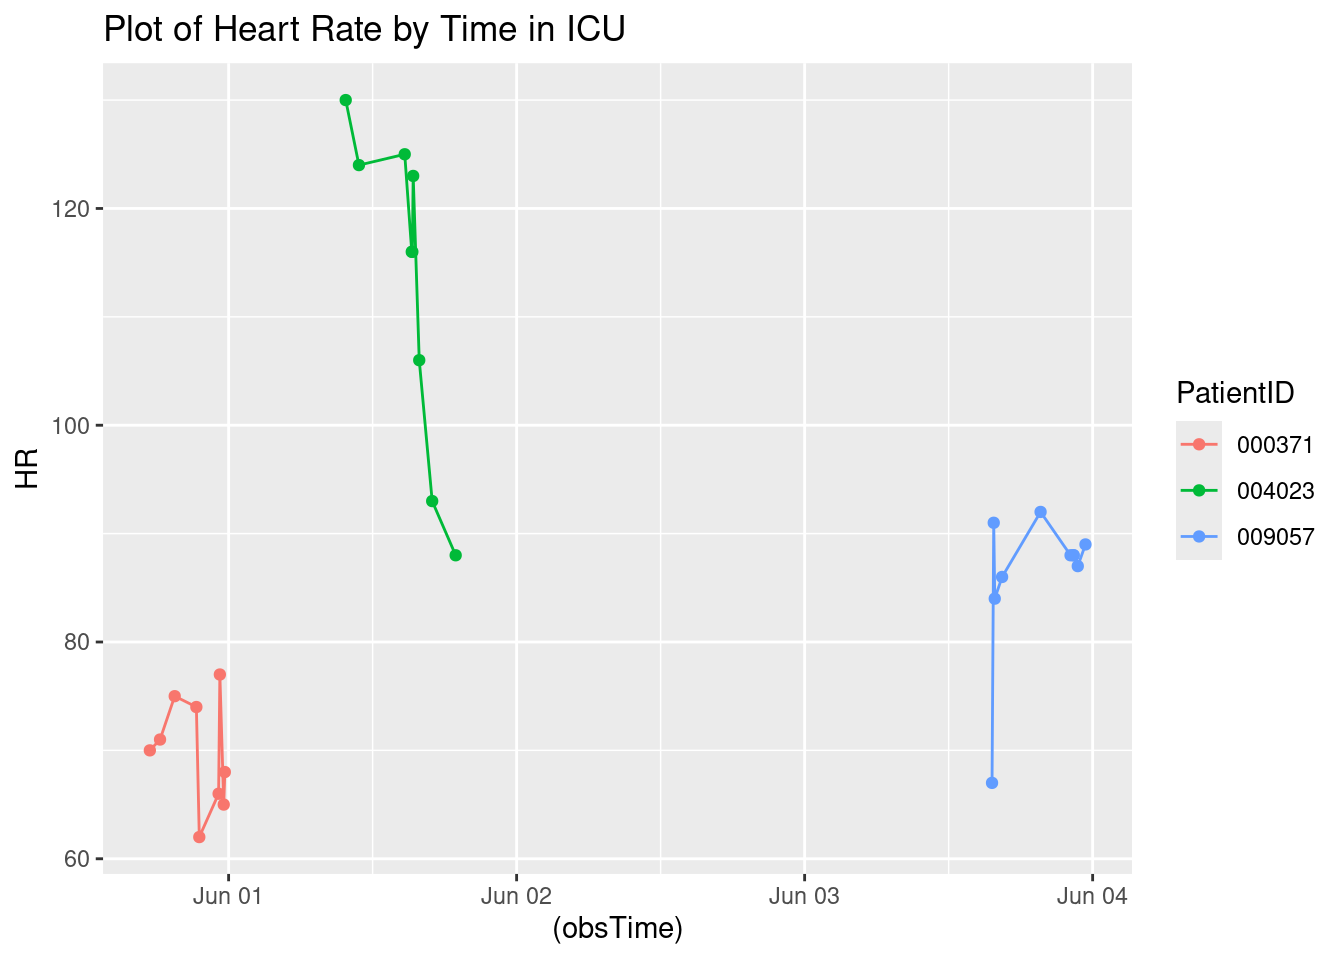 Plot of Heart Rate by Time in ICU
120
100
80
60
HR
Jun 01 Jun 02 Jun 03 Jun 04
(obsTime)
PatientID
000371
004023
009057